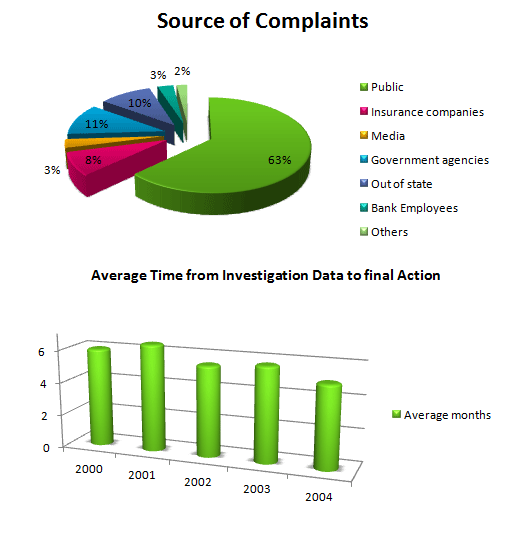 Source of Complaints
3%
2%
10%
11%
3%
8%
63%
Public
Insurance companies
Media
Government agencies
Out of state
Bank Employees
Others
Average Time from Investigation Data to final Action
6
4
2
0
2000
2001
2002
2003
2004
Average months